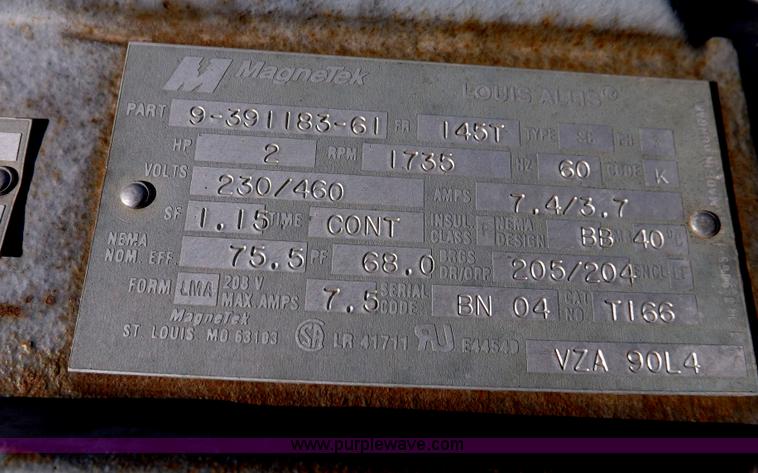 MagneTek LOUIS ALLIS®
PART 9-391183-61 FR 145T TYPE PH
HP 2 RPM 1735 HZ 60 CODE K
VOLTS 230/460 AMPS 7.4/3.7
SF 1.15 TIME CONT INSUL CLASS F NEMA DESIGN BB 40
NEMA NOM. EFF. 75.5 PF 68.0 BRGS DR/OPP 205/204 ENCL
FORM LMA 208 V MAX. AMPS 7.5 SERIAL CODE BN 04 CAT NO T166
MagneTek
ST. LOUIS MO 63103 LR 41711 VZA 90L4
www.purplewave.com